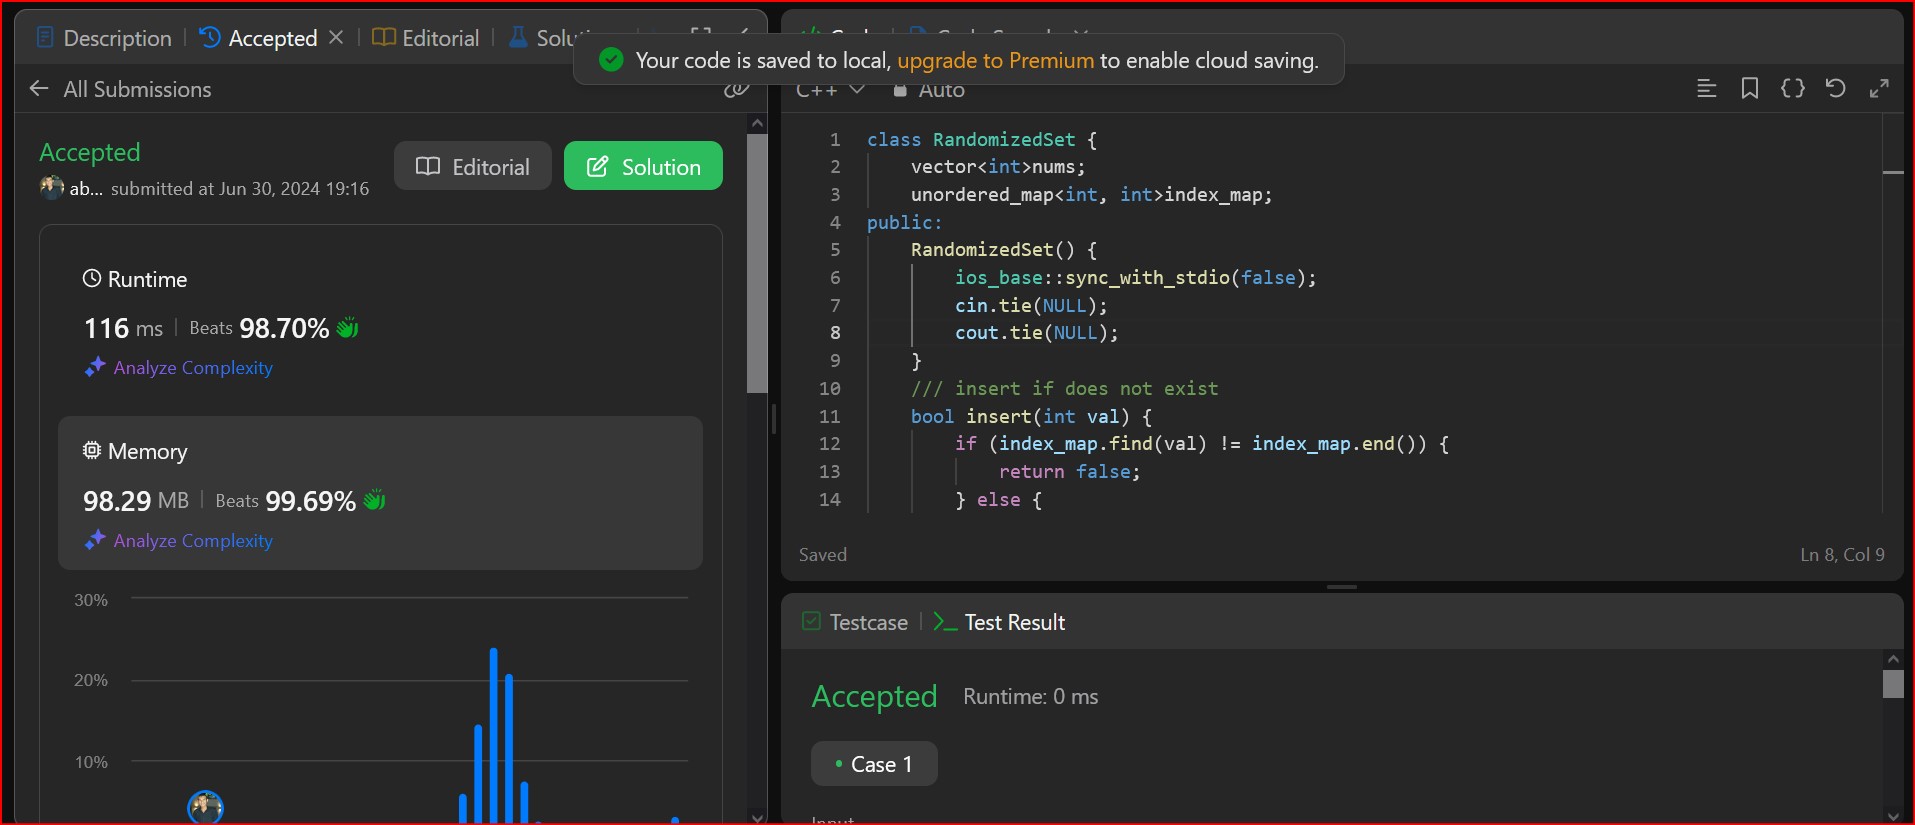 Description
Accepted
Editorial
Your code is saved to local, upgrade to Premium to enable cloud saving.
All Submissions
C++
Auto
Accepted
ab... submitted at Jun 30, 2024 19:16
Editorial
Solution
Runtime
116 ms
Beats 98.70%
Analyze Complexity
Memory
98.29 MB
Beats 99.69%
Analyze Complexity
30%
20%
10%
1 class RandomizedSet {
2 vector<int>nums;
3 unordered_map<int, int>index_map;
4 public:
5 RandomizedSet() {
6 ios_base::sync_with_stdio(false);
7 cin.tie(NULL);
8 cout.tie(NULL);
9 }
10 /// insert if does not exist
11 bool insert(int val) {
12 if (index_map.find(val) != index_map.end()) {
13 return false;
14 } else {
Saved
Ln 8, Col 9
Testcase
Test Result
Accepted
Runtime: 0 ms
Case 1